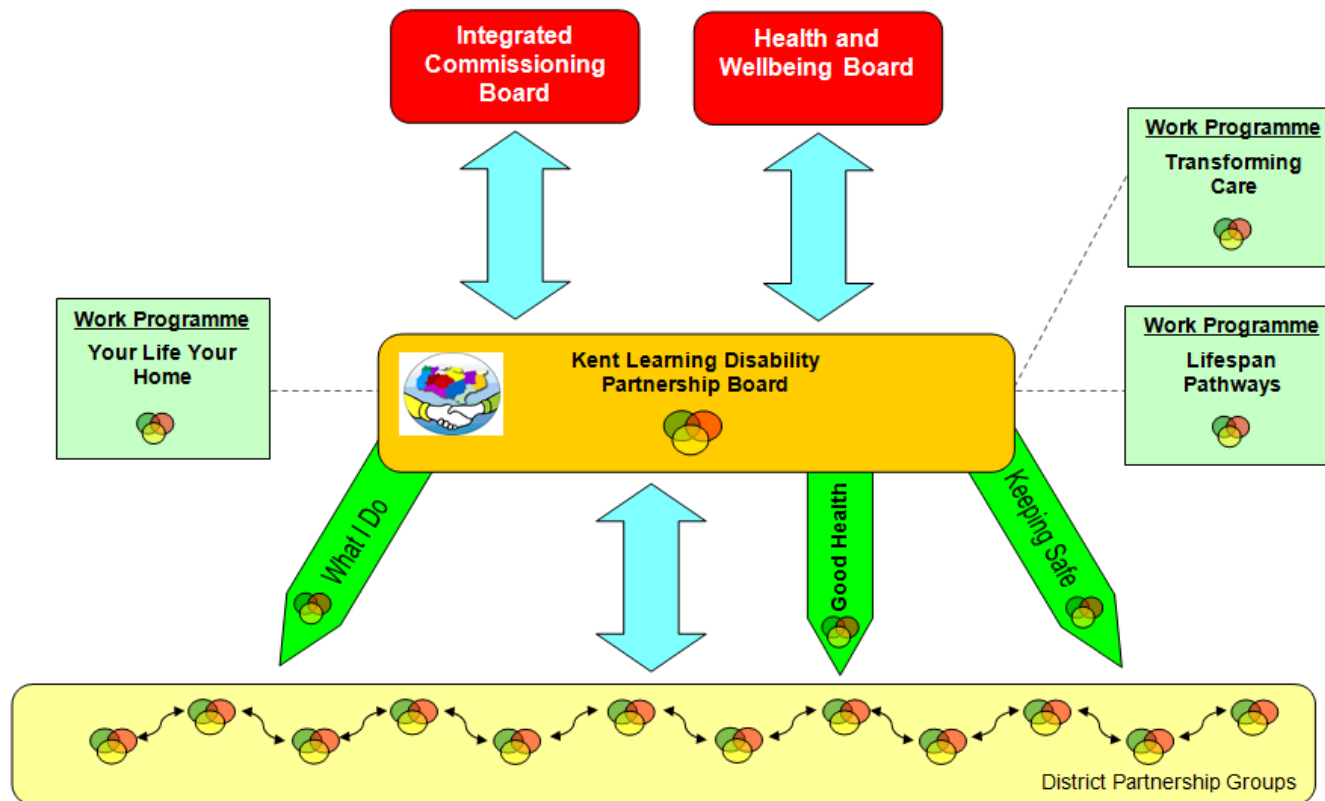 Integrated
Commissioning
Board
Health and
Wellbeing Board
Work Programme
Transforming
Care
Work Programme
Your Life Your
Home
Kent Learning Disability
Partnership Board
Work Programme
Lifespan
Pathways
What I Do
Good Health
Keeping Safe
District Partnership Groups